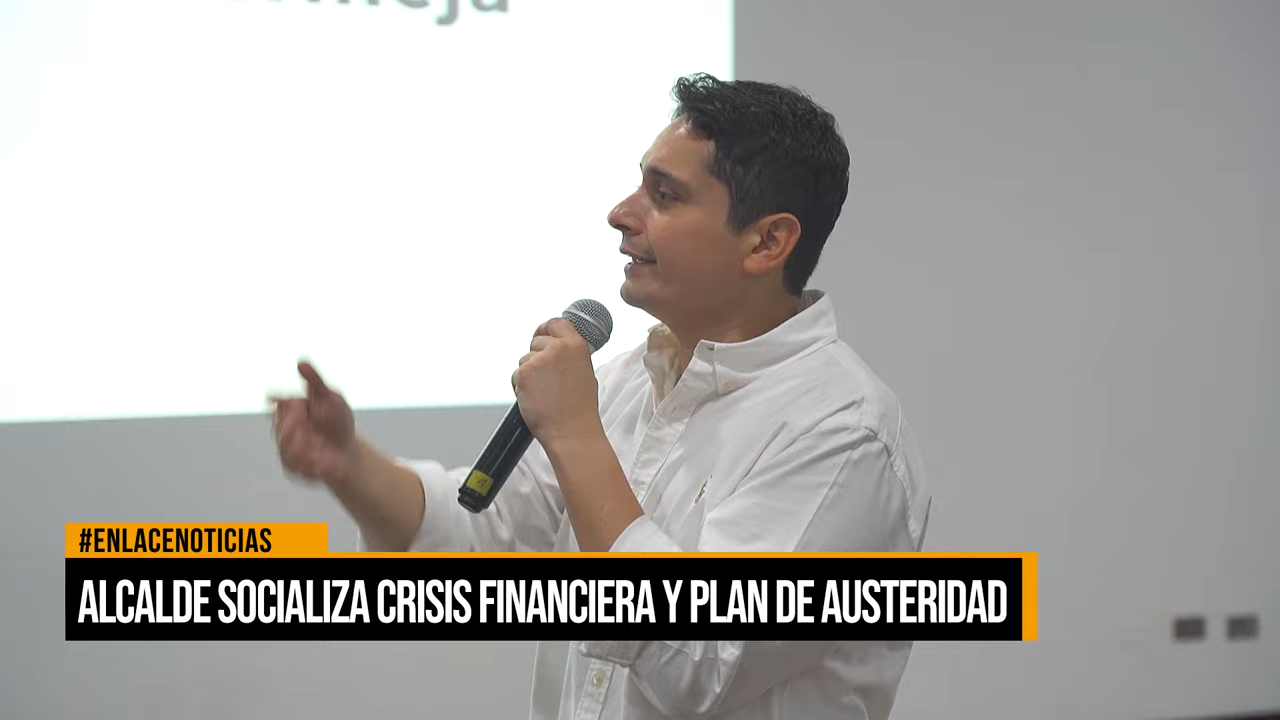 #ENLACENOTICIAS
ALCALDE SOCIALIZA CRISIS FINANCIERA Y PLAN DE AUSTERIDAD